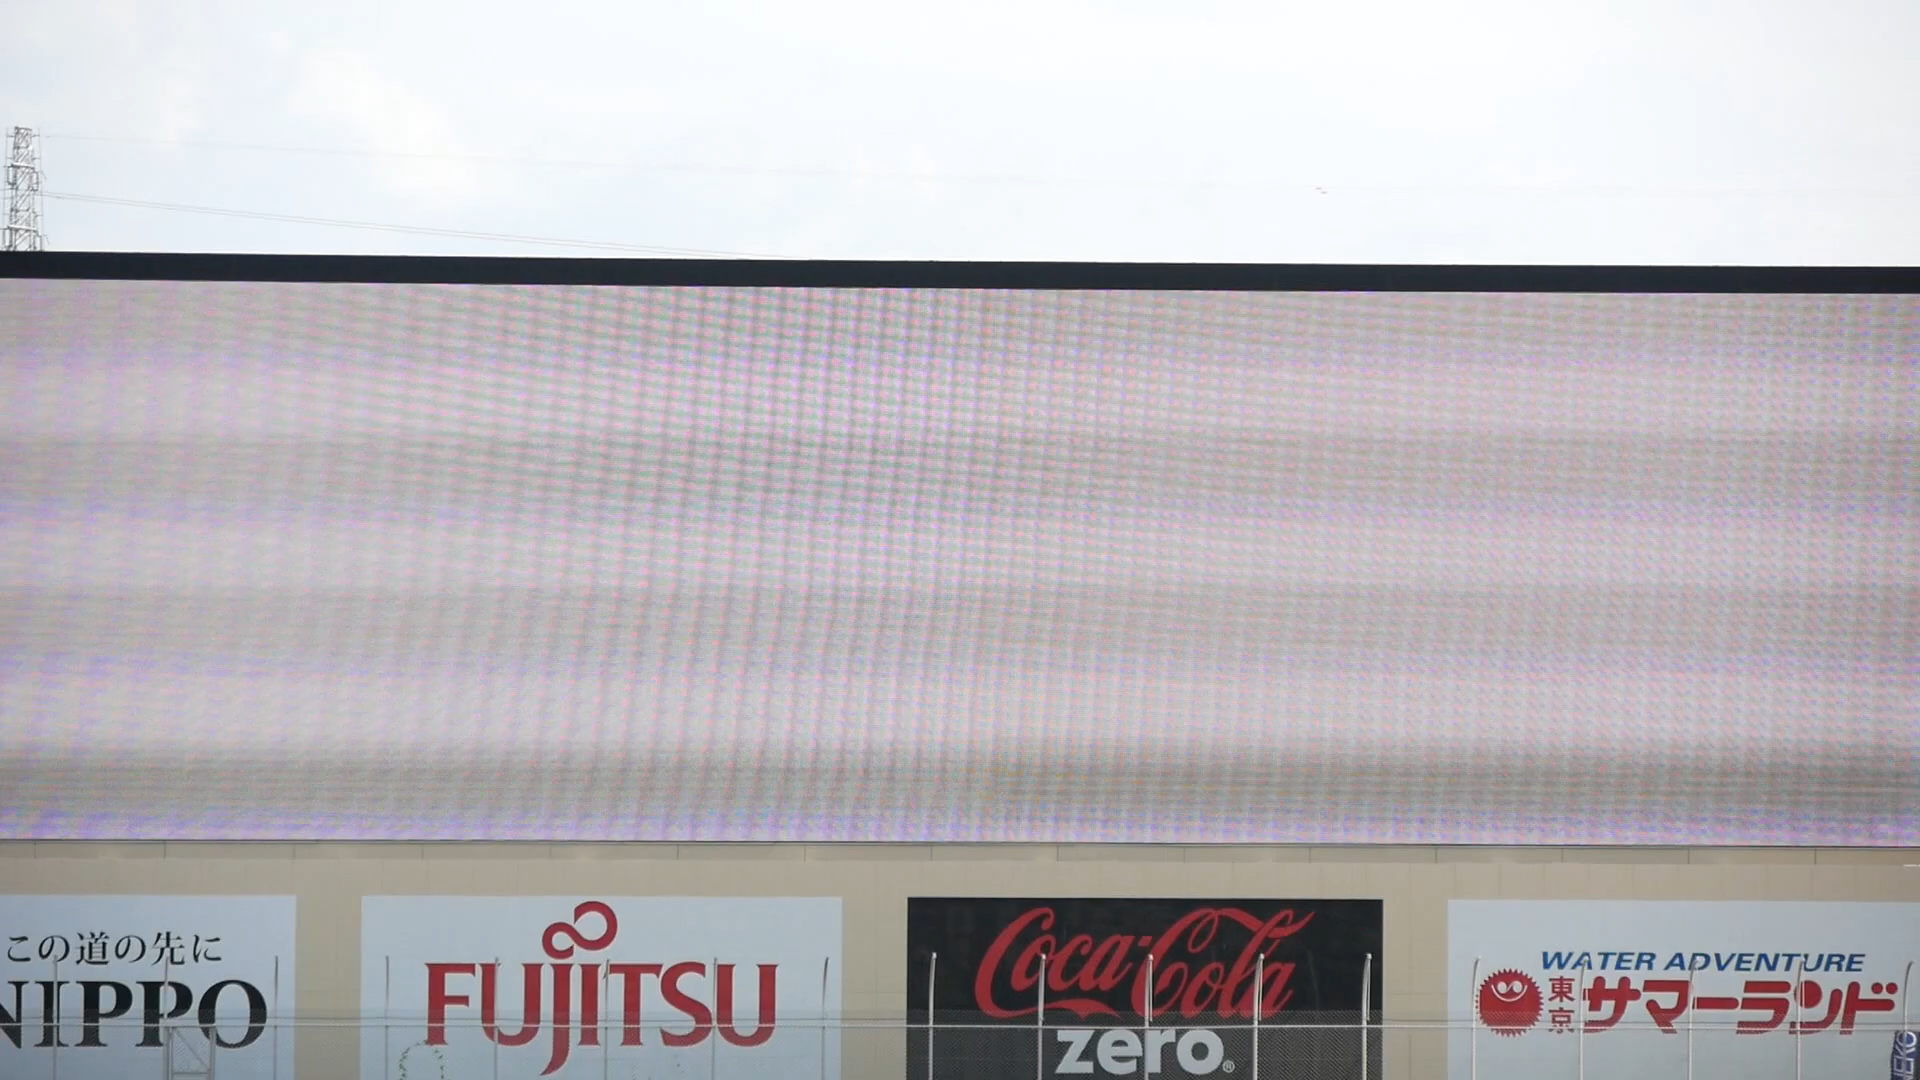 この道の先に
NIPPO
FUJITSU
Coca-Cola
zero®
WATER ADVENTURE
東京サマーランド